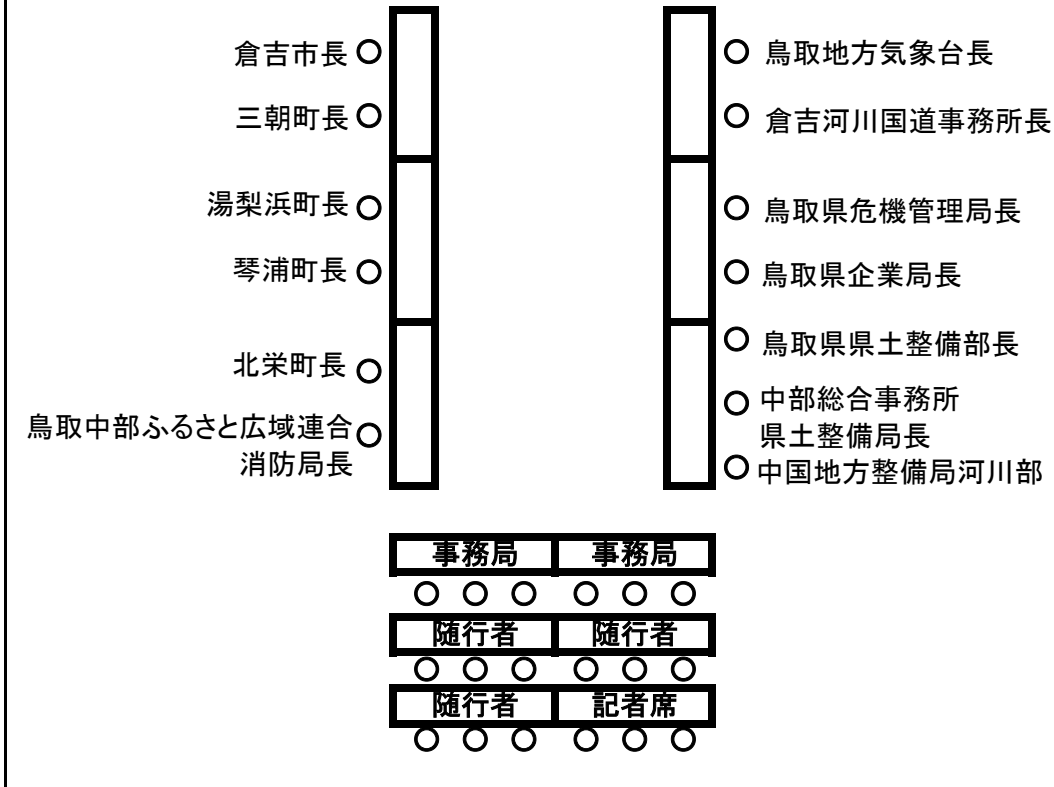 倉吉市長
三朝町長
湯梨浜町長
琴浦町長
北栄町長
鳥取中部ふるさと広域連合
消防局長
鳥取地方気象台長
倉吉河川国道事務所長
鳥取県危機管理局長
鳥取県企業局長
鳥取県県土整備部長
中部総合事務所
県土整備局長
中国地方整備局河川部
事務局 事務局
随行者 随行者
随行者 記者席